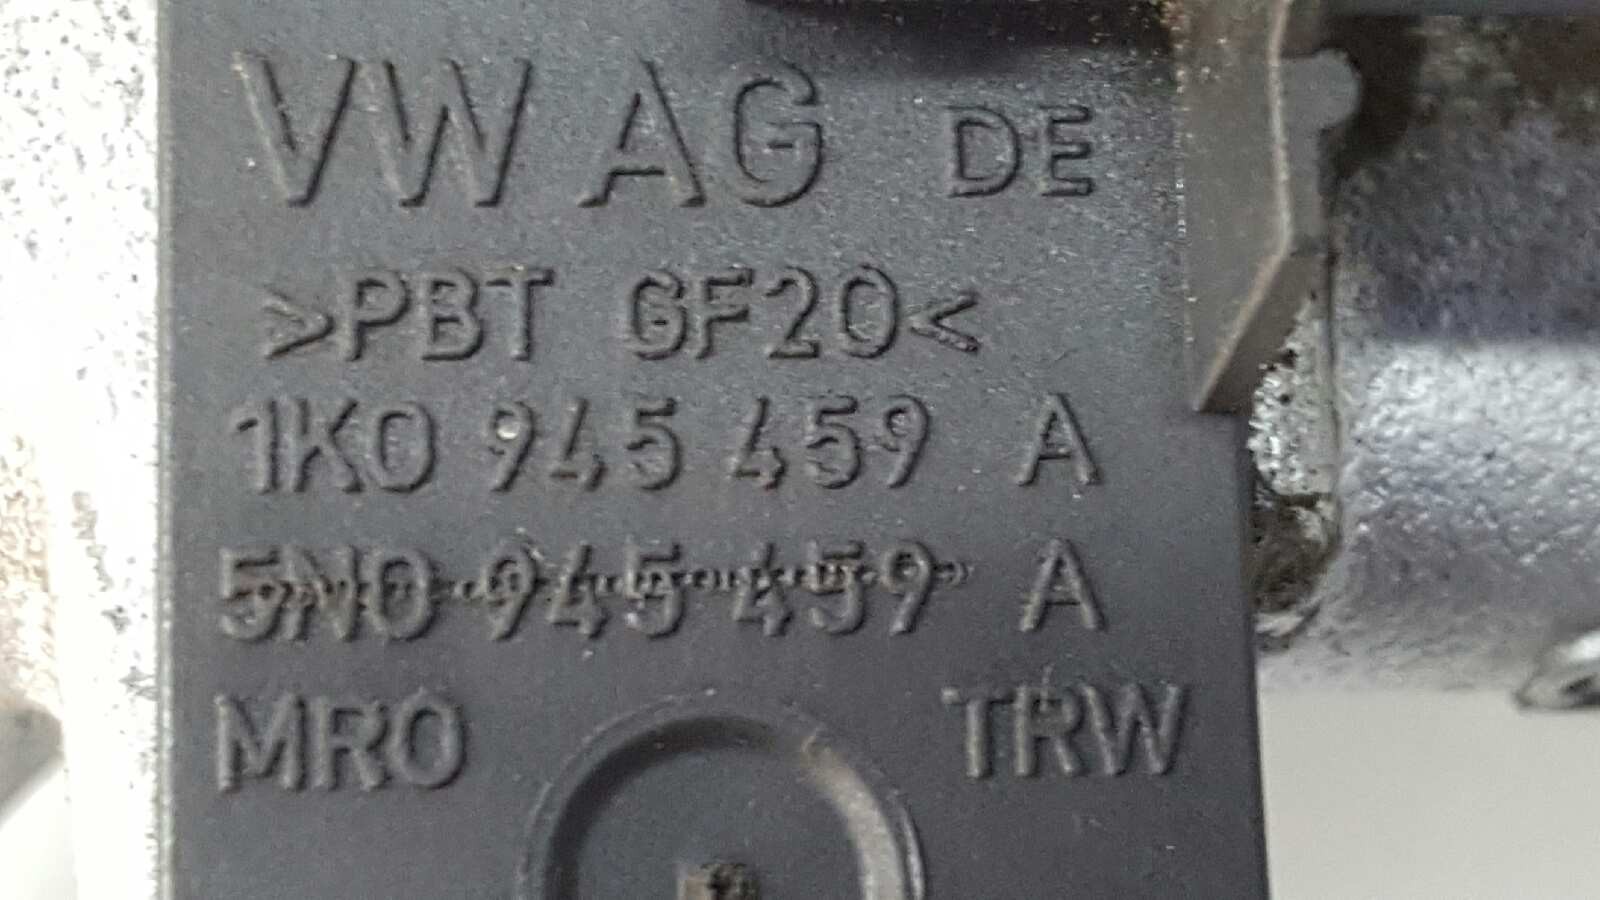 VW AG DE
>PBT GF20<
1K0 945 459 A
5N0 945 459 A
MRO TRW